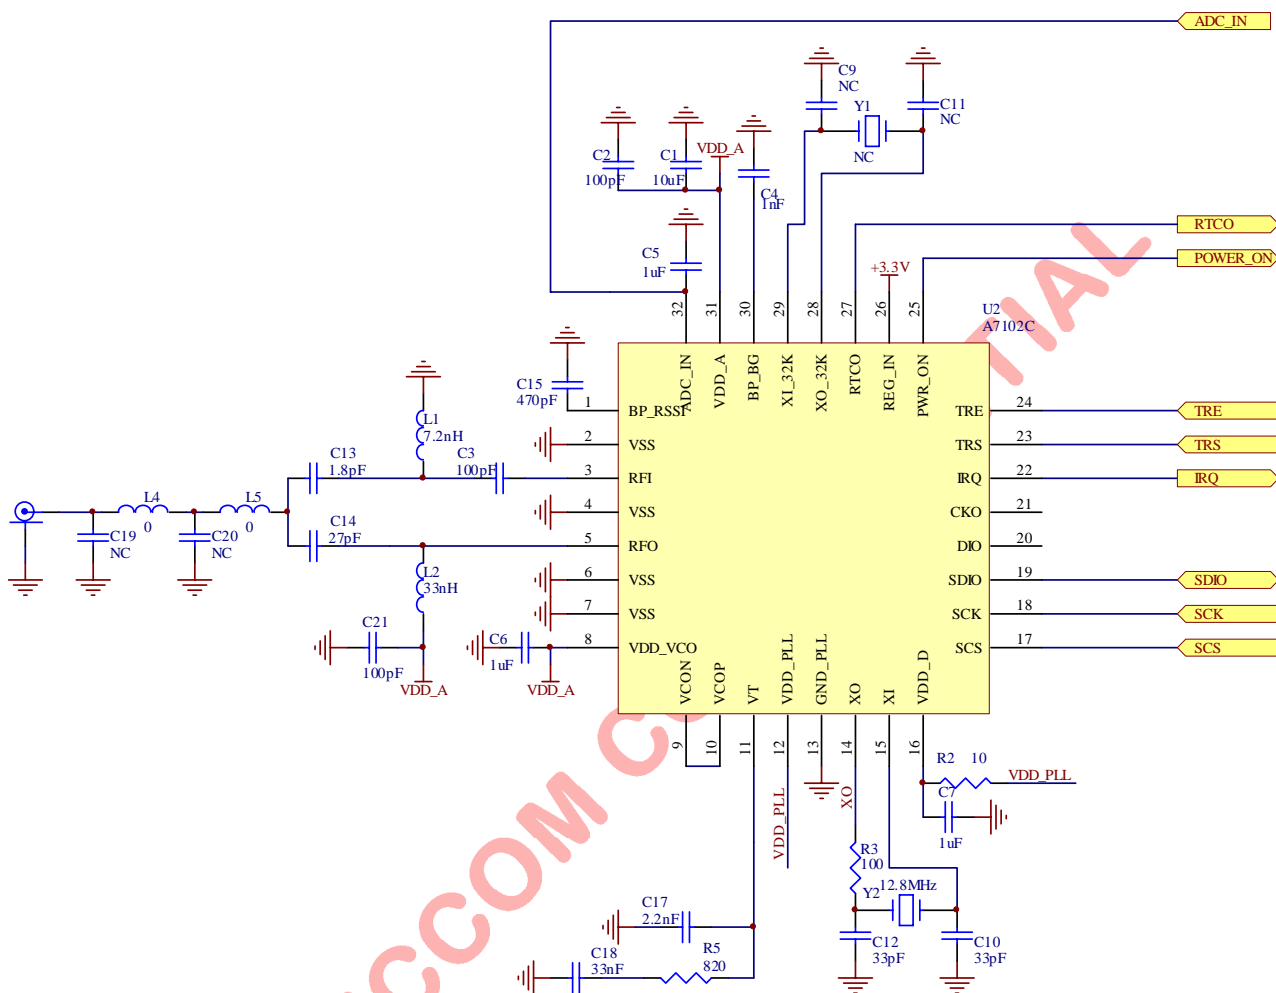 ADC_IN
C9
NC
Y1
NC
C11
NC
C2
100pF
C1
10uF
VDD_A
C4
1nF
C5
1uF
RTCO
POWER_ON
+3.3V
32
31
30
29
28
27
26
25
U2
A7102C
ADC_IN
VDD_A
BP_BG
XI_32K
XO_32K
RTCO
REG_IN
PWR_ON
C15
470pF
1
BP_RSSI
TRE
24
TRE
L1
7.2nH
2
VSS
TRS
23
TRS
C13
1.8pF
C3
100pF
3
RFI
IRQ
22
IRQ
L4
0
L5
0
C19
NC
C20
NC
C14
27pF
4
VSS
CKO
21
5
RFO
DIO
20
L2
33nH
6
VSS
SDIO
19
SDIO
7
VSS
SCK
18
SCK
C21
100pF
VDD_A
C6
1uF
VDD_A
8
VDD_VCO
SCS
17
SCS
VCON
VCOP
VT
VDD_PLL
GND_PLL
XO
XI
VDD_D
9
10
11
12
13
14
15
16
VDD_PLL
XO
R2 10
VDD_PLL
C7
1uF
R3
100
Y2
12.8MHz
C12
33pF
C10
33pF
C17
2.2nF
C18
33nF
R5
820
CCOM CO
TIAL